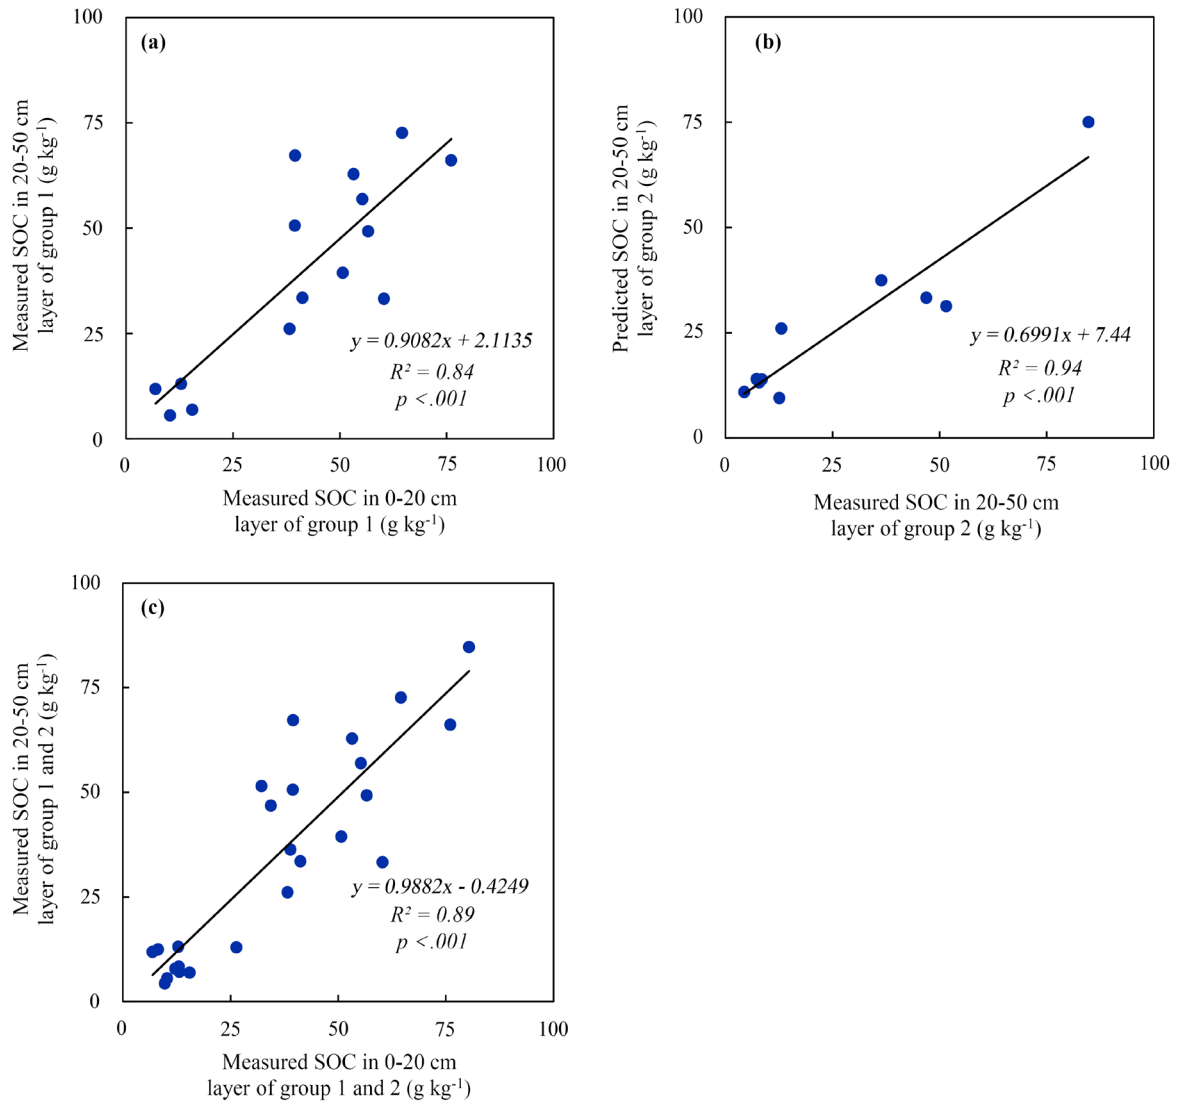 (a)
Measured SOC in 20-50 cm
layer of group 1 (g kg⁻¹)
100
75
50
25
0
y = 0.9082x + 2.1135
R² = 0.84
p <.001
0 25 50 75 100
Measured SOC in 0-20 cm
layer of group 1 (g kg⁻¹)
(b)
Predicted SOC in 20-50 cm
layer of group 2 (g kg⁻¹)
100
75
50
25
0
y = 0.6991x + 7.44
R² = 0.94
p <.001
0 25 50 75 100
Measured SOC in 20-50 cm
layer of group 2 (g kg⁻¹)
(c)
Measured SOC in 20-50 cm
layer of group 1 and 2 (g kg⁻¹)
100
75
50
25
0
y = 0.9882x - 0.4249
R² = 0.89
p <.001
0 25 50 75 100
Measured SOC in 0-20 cm
layer of group 1 and 2 (g kg⁻¹)